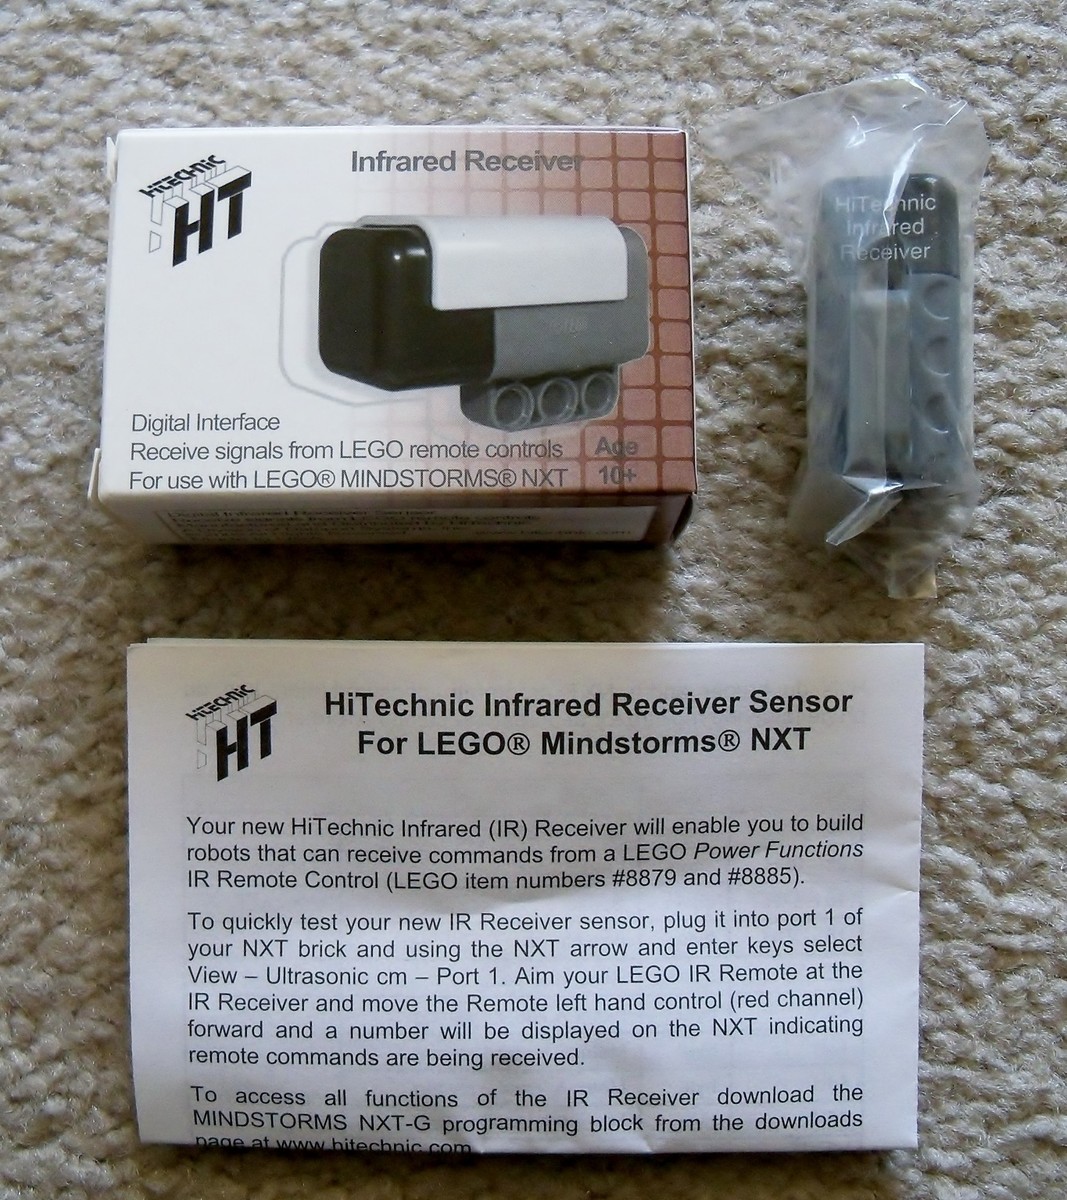 HiTechnic
HT
Infrared Receiver
Digital Interface
Receive signals from LEGO remote controls
For use with LEGO® MINDSTORMS® NXT
Age
10+
HiTechnic
Infrared
Receiver
HiTechnic
HT
HiTechnic Infrared Receiver Sensor
For LEGO® Mindstorms® NXT
Your new HiTechnic Infrared (IR) Receiver will enable you to build
robots that can receive commands from a LEGO Power Functions
IR Remote Control (LEGO item numbers #8879 and #8885).
To quickly test your new IR Receiver sensor, plug it into port 1 of
your NXT brick and using the NXT arrow and enter keys select
View – Ultrasonic cm – Port 1. Aim your LEGO IR Remote at the
IR Receiver and move the Remote left hand control (red channel)
forward and a number will be displayed on the NXT indicating
remote commands are being received.
To access all functions of the IR Receiver download the
MINDSTORMS NXT-G programming block from the downloads
page at www.hitechnic.com